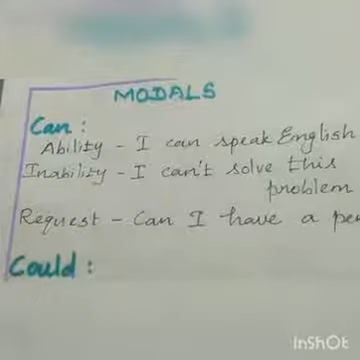 MODALS
Can :
Ability - I can speak English
Inability - I can't solve this
problem
Request - Can I have a
Could :
InShOt